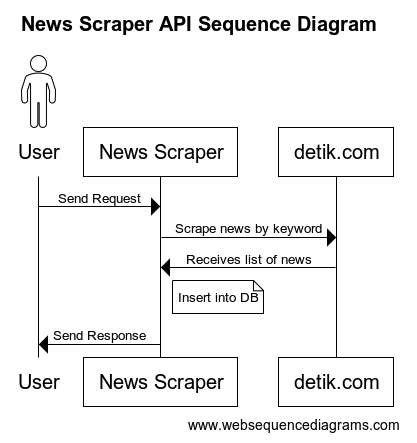 News Scraper API Sequence Diagram
User
News Scraper
detik.com
Send Request
Scrape news by keyword
Receives list of news
Insert into DB
Send Response
User
News Scraper
detik.com
www.websequencediagrams.com